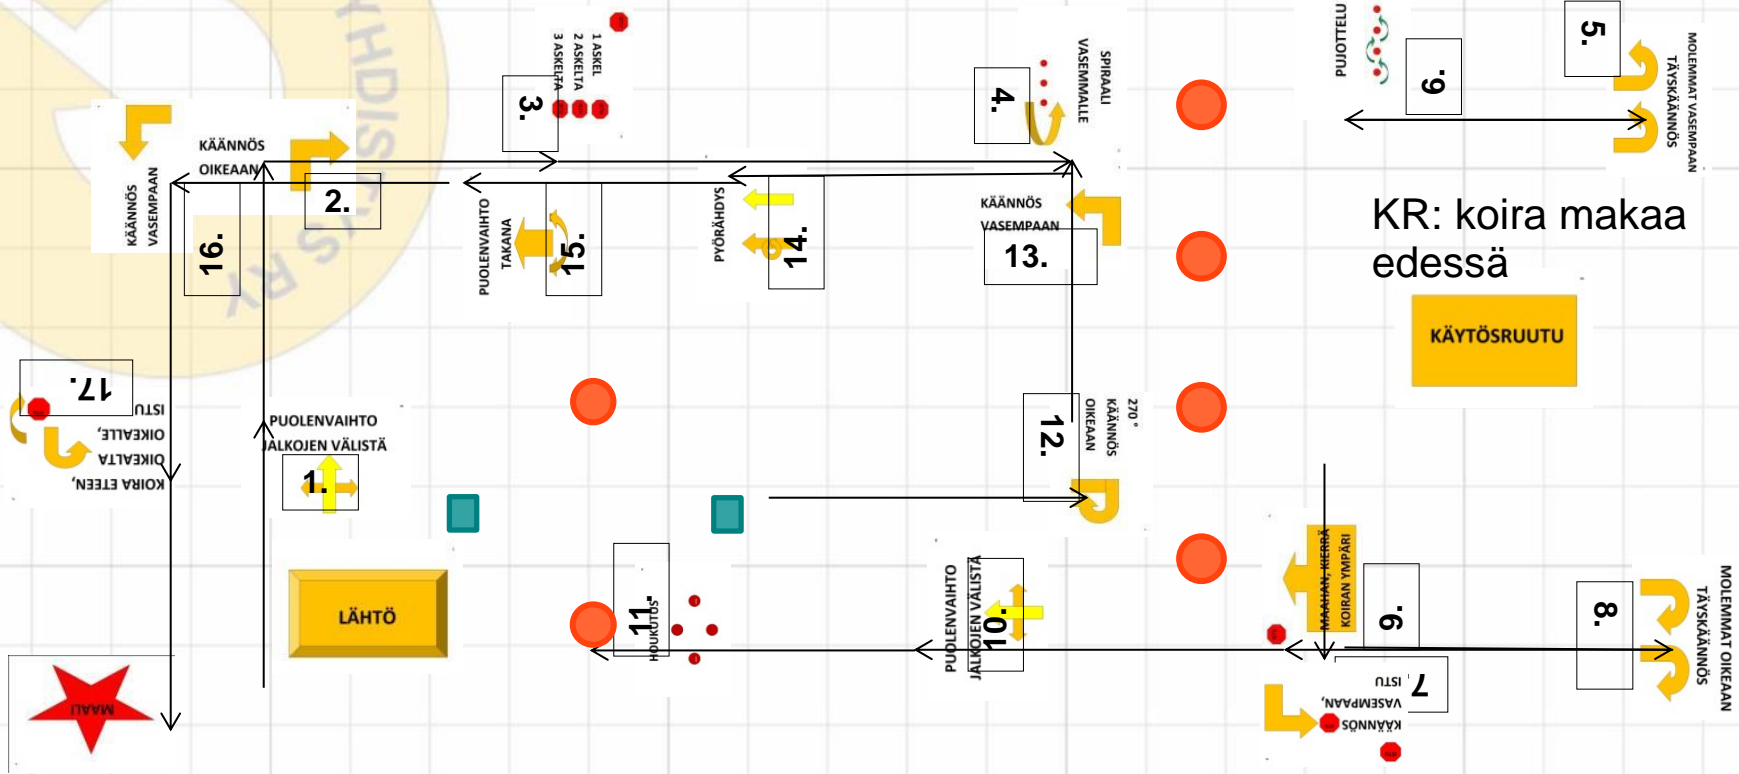 YHDISTYS RY
KÄÄNNÖS
VASEMPAAN
16.
KÄÄNNÖS
OIKEAAN
2.
1 ASKEL
2 ASKELTA
3 ASKELTA
3.
SPIRAALI
VASEMMALLE
4.
MOLEMMAT VASEMPAAN
TÄYSKÄÄNNÖS
5.
PUJOTTELU
9.
KR: koira makaa
edessä
KÄYTÖSRUUTU
KÄÄNNÖS
VASEMPAAN
13.
PYÖRÄHDYS
14.
PUOLENVAIHTO
TAKANA
15.
17.
KOIRA ETEEN,
OIKEALTA
OIKEALLE,
ISTU
PUOLENVAIHTO
JALKOJEN VÄLISTÄ
1.
270°
KÄÄNNÖS
OIKEAAN
12.
LÄHTÖ
MAALI
HOUKUTUS
11.
PUOLENVAIHTO
JALKOJEN VÄLISTÄ
10.
MAAHAN, KIERRÄ
KOIRAN YMPÄRI
6.
KÄÄNNÖS
VASEMPAAN,
ISTU
7
MOLEMMAT OIKEAAN
TÄYSKÄÄNNÖS
8.